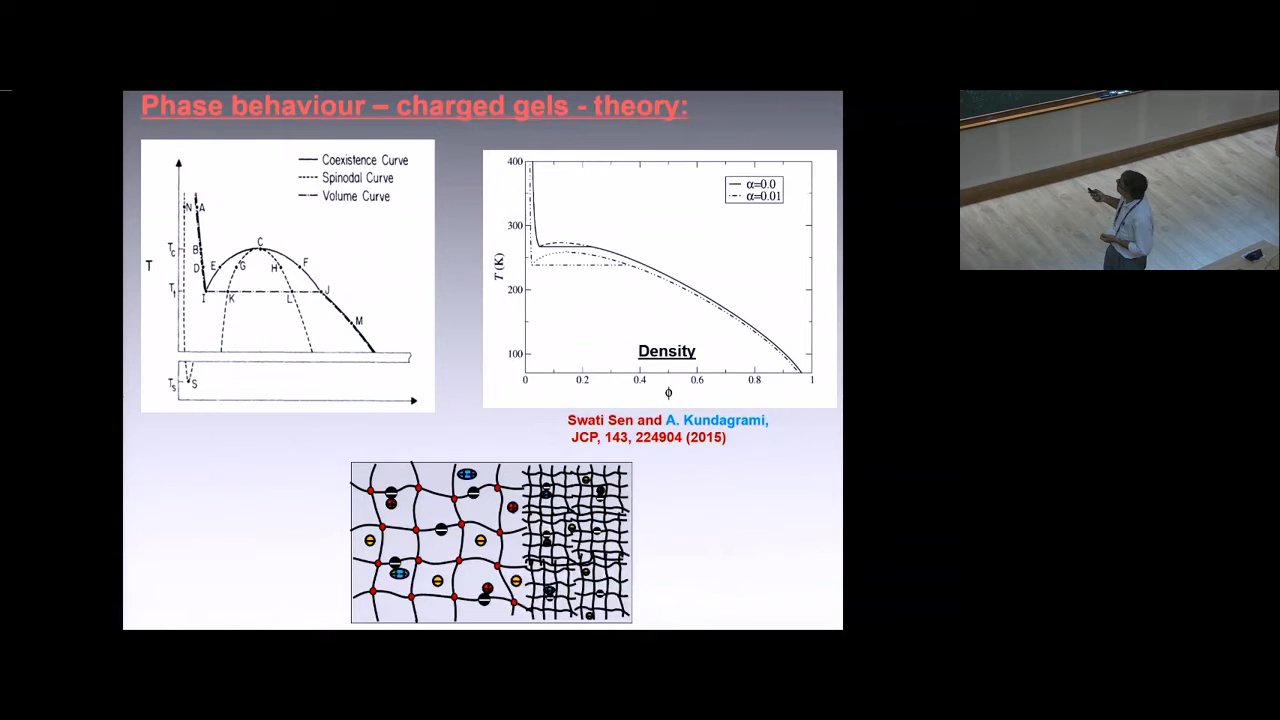 Phase behaviour – charged gels - theory:
Coexistence Curve
Spinodal Curve
Volume Curve
N A
C
T_c B
D E G H F
T
T_t I K L J
M
T_s S
400
300
200
100
T (K)
α=0.0
α=0.01
Density
0 0.2 0.4 0.6 0.8 1
ϕ
Swati Sen and A. Kundagrami,
JCP, 143, 224904 (2015)